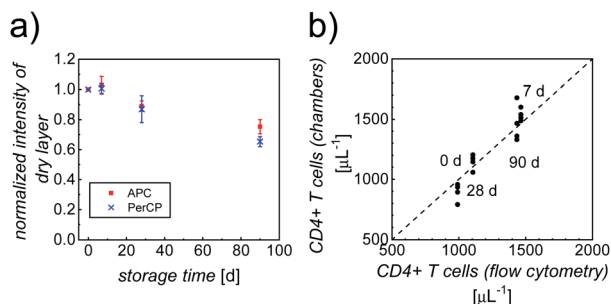 a)
normalized intensity of
dry layer
1.2
1.0
0.8
0.6
0.4
0.2
0.0
APC
PerCP
0 20 40 60 80 100
storage time [d]
b)
CD4+ T cells (chambers)
[µL⁻¹]
2000
1500
1000
500
7 d
0 d
90 d
28 d
500 1000 1500 2000
CD4+ T cells (flow cytometry)
[µL⁻¹]